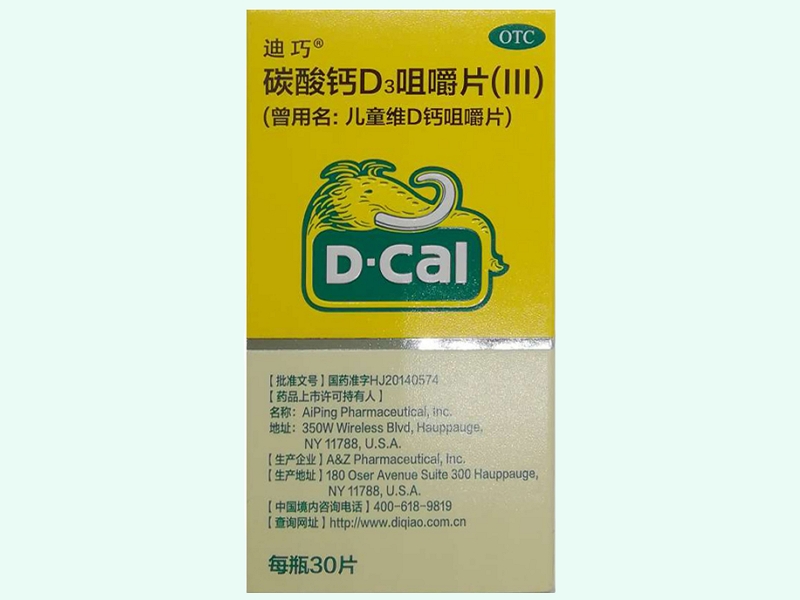 迪巧®
OTC
碳酸钙D3咀嚼片(III)
(曾用名: 儿童维D钙咀嚼片)
D·Cal
【批准文号】国药准字HJ20140574
【药品上市许可持有人】
名称: AiPing Pharmaceutical, Inc.
地址: 350W Wireless Blvd, Hauppauge,
NY 11788, U.S.A.
【生产企业】A&Z Pharmaceutical, Inc.
【生产地址】180 Oser Avenue Suite 300 Hauppauge,
NY 11788, U.S.A.
【中国境内咨询电话】400-618-9819
【查询网址】http://www.diqiao.com.cn
每瓶30片